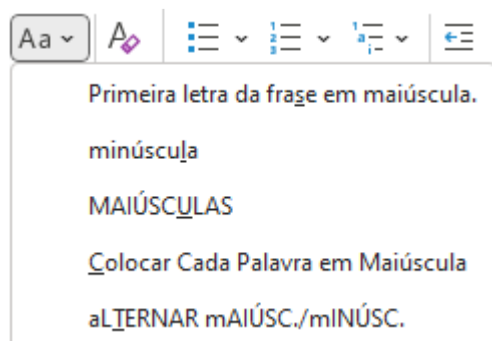 Aa
Primeira letra da frase em maiúscula.
minúscula
MAIÚSCULAS
Colocar Cada Palavra em Maiúscula
aLTERNAR mAIÚSC./mINÚSC.